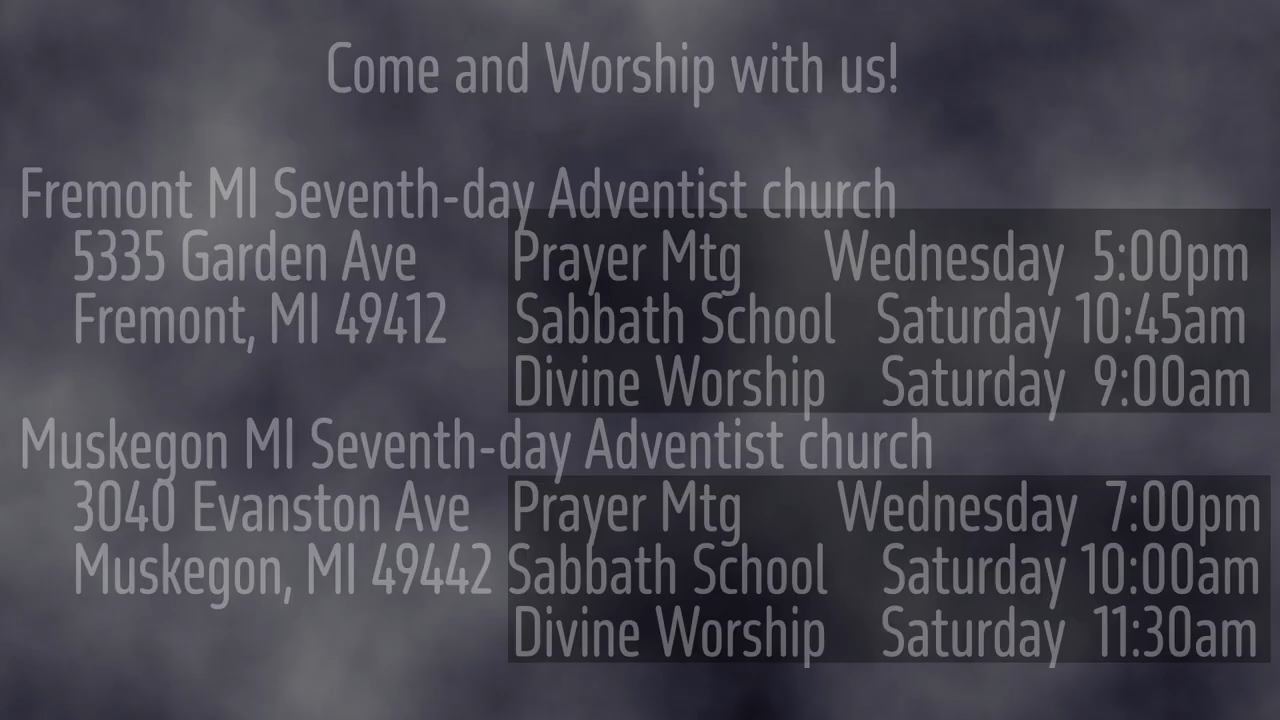 Come and Worship with us!
Fremont MI Seventh-day Adventist church
5335 Garden Ave Prayer Mtg Wednesday 5:00pm
Fremont, MI 49412 Sabbath School Saturday 10:45am
Divine Worship Saturday 9:00am
Muskegon MI Seventh-day Adventist church
3040 Evanston Ave Prayer Mtg Wednesday 7:00pm
Muskegon, MI 49442 Sabbath School Saturday 10:00am
Divine Worship Saturday 11:30am